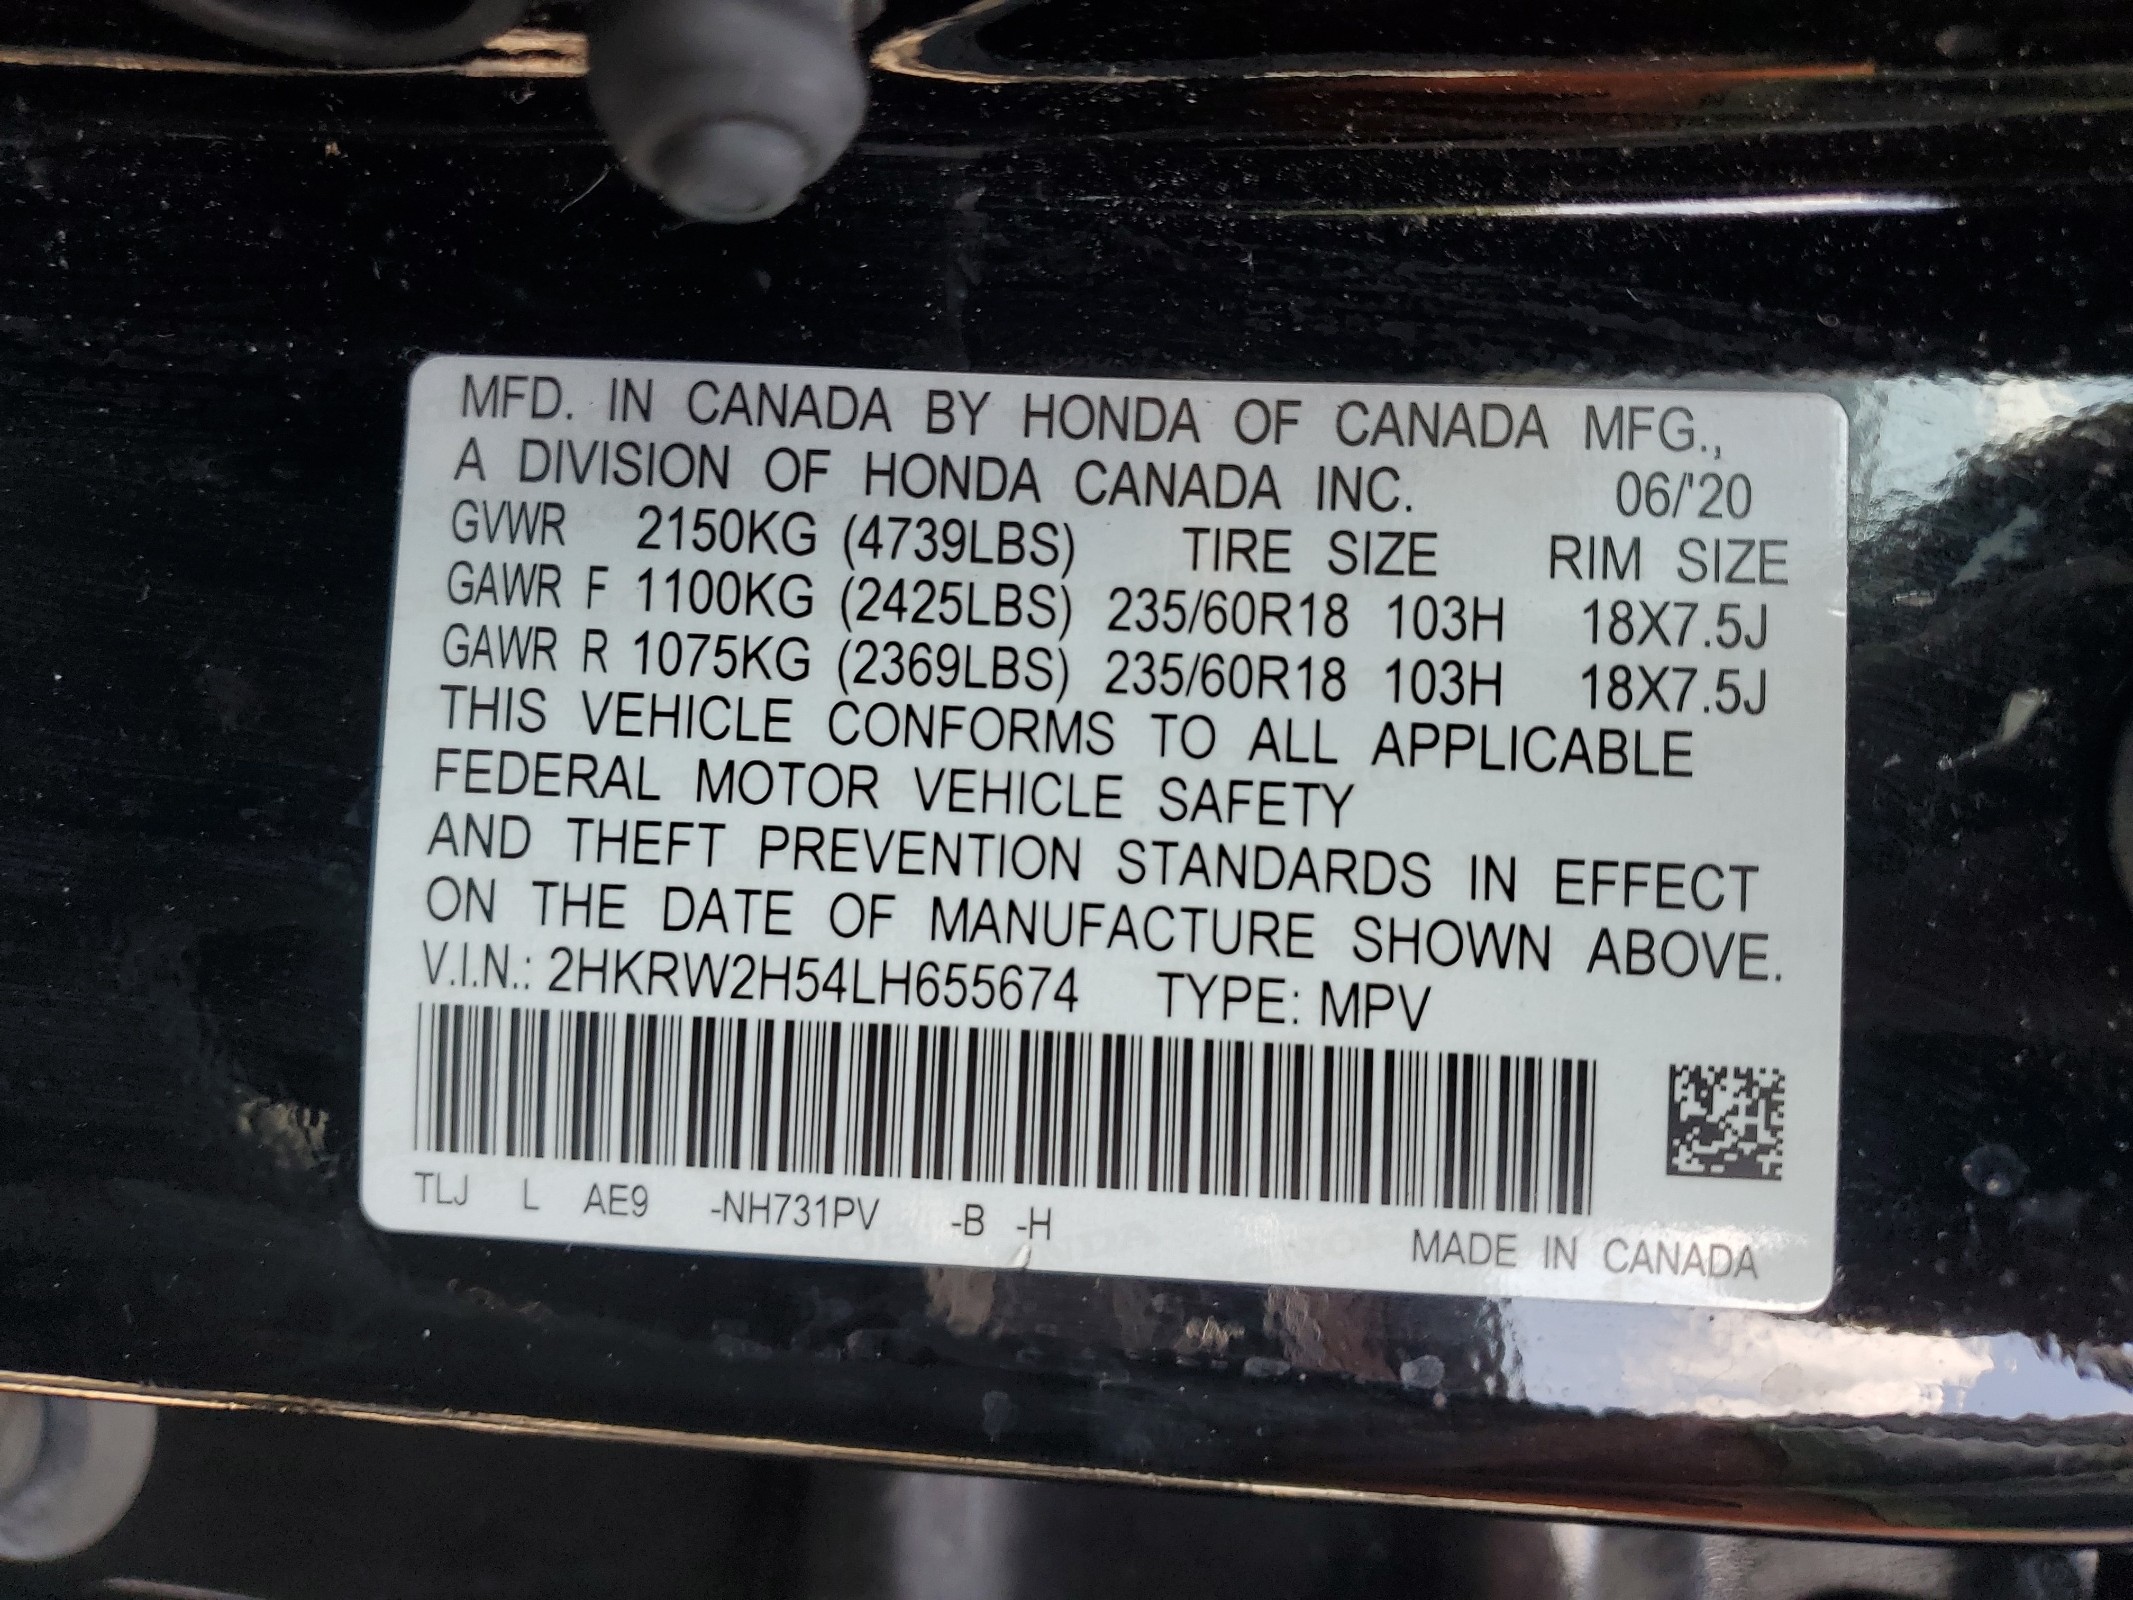 MFD. IN CANADA BY HONDA OF CANADA MFG.,
A DIVISION OF HONDA CANADA INC. 06/'20
GVWR 2150KG (4739LBS) TIRE SIZE RIM SIZE
GAWR F 1100KG (2425LBS) 235/60R18 103H 18X7.5J
GAWR R 1075KG (2369LBS) 235/60R18 103H 18X7.5J
THIS VEHICLE CONFORMS TO ALL APPLICABLE
FEDERAL MOTOR VEHICLE SAFETY
AND THEFT PREVENTION STANDARDS IN EFFECT
ON THE DATE OF MANUFACTURE SHOWN ABOVE.
V.I.N.: 2HKRW2H54LH655674 TYPE: MPV
TLJ L AE9 -NH731PV -B -H
MADE IN CANADA